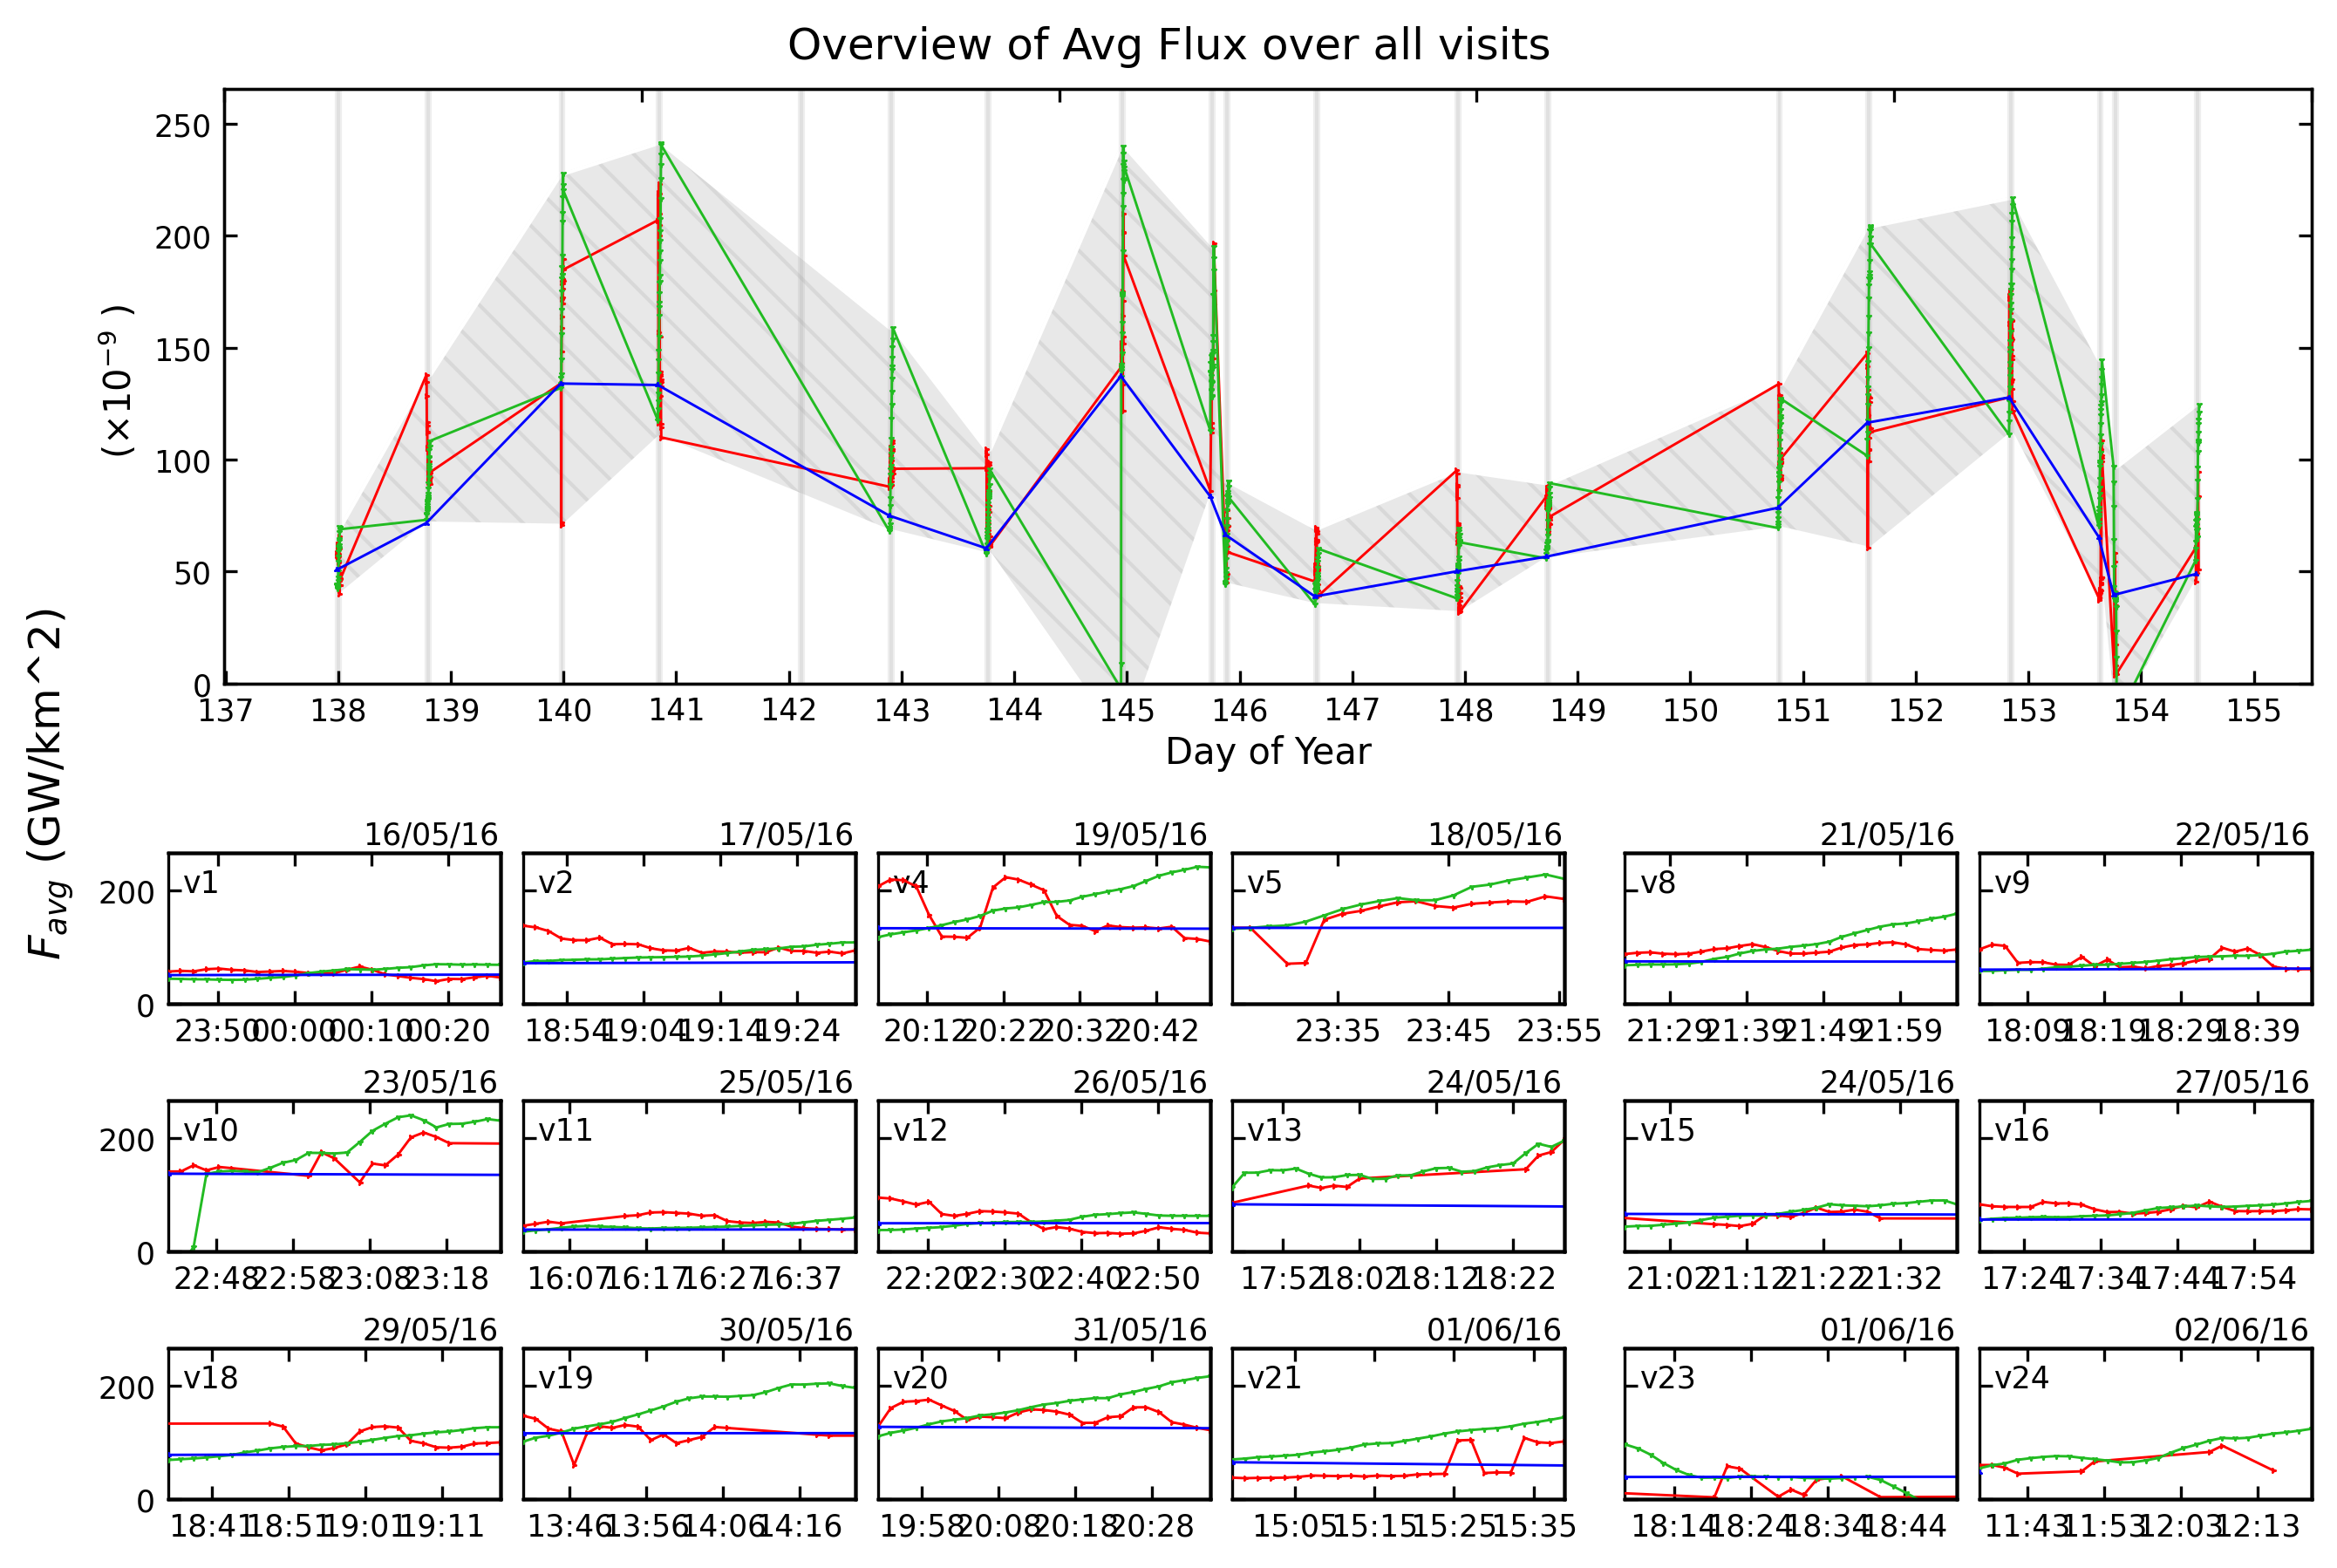 Overview of Avg Flux over all visits
250
200
150
100
50
0
(×10⁻⁹ )
137 138 139 140 141 142 143 144 145 146 147 148 149 150 151 152 153 154 155
Day of Year
F_avg (GW/km^2)
16/05/16 17/05/16 19/05/16 18/05/16 21/05/16 22/05/16
v1 v2 v4 v5 v8 v9
200
0
23:50 00:00 00:10 00:20 18:54 19:04 19:14 19:24 20:12 20:22 20:32 20:42 23:35 23:45 23:55 21:29 21:39 21:49 21:59 18:09 18:19 18:29 18:39
23/05/16 25/05/16 26/05/16 24/05/16 24/05/16 27/05/16
v10 v11 v12 v13 v15 v16
200
0
22:48 22:58 23:08 23:18 16:07 16:17 16:27 16:37 22:20 22:30 22:40 22:50 17:52 18:02 18:12 18:22 21:02 21:12 21:22 21:32 17:24 17:34 17:44 17:54
29/05/16 30/05/16 31/05/16 01/06/16 01/06/16 02/06/16
v18 v19 v20 v21 v23 v24
200
0
18:41 18:51 19:01 19:11 13:46 13:56 14:06 14:16 19:58 20:08 20:18 20:28 15:05 15:15 15:25 15:35 18:14 18:24 18:34 18:44 11:43 11:53 12:03 12:13